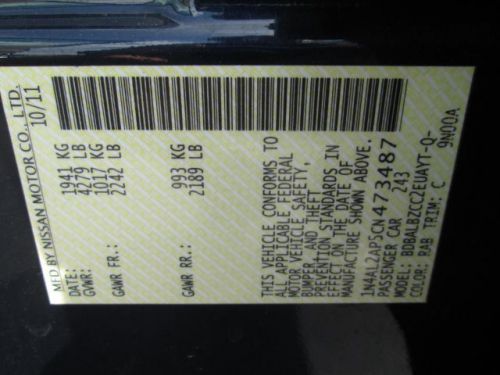 MFD BY NISSAN MOTOR CO., LTD.
DATE: 10/11
GVWR: 1941 KG
4279 LB
GAWR FR: 1017 KG
2242 LB
GAWR RR: 993 KG
2189 LB
THIS VEHICLE CONFORMS TO
ALL APPLICABLE FEDERAL
MOTOR VEHICLE SAFETY,
BUMPER, AND THEFT
PREVENTION STANDARDS IN
EFFECT ON THE DATE OF
MANUFACTURE SHOWN ABOVE.
1N4AL2AP3CN473487
PASSENGER CAR 243
MODEL: BDBALBZCCZEUAYT-Q-
COLOR: RAB TRIM: C 9N00A